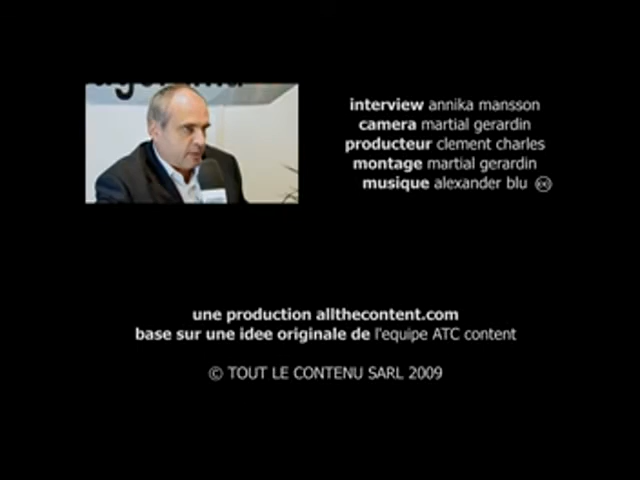 interview annika mansson
camera martial gerardin
producteur clement charles
montage martial gerardin
musique alexander blu cc
une production allthecontent.com
base sur une idee originale de l'equipe ATC content
© TOUT LE CONTENU SARL 2009